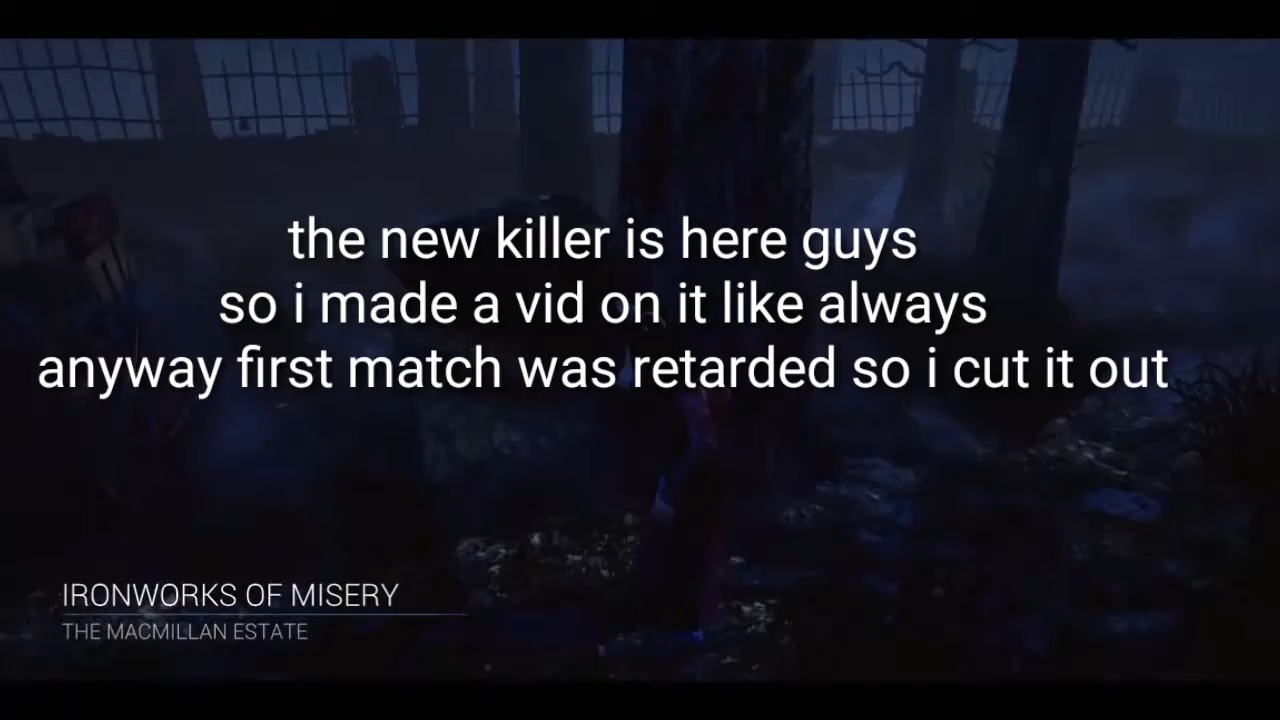 the new killer is here guys
so i made a vid on it like always
anyway first match was retarded so i cut it out
IRONWORKS OF MISERY
THE MACMILLAN ESTATE